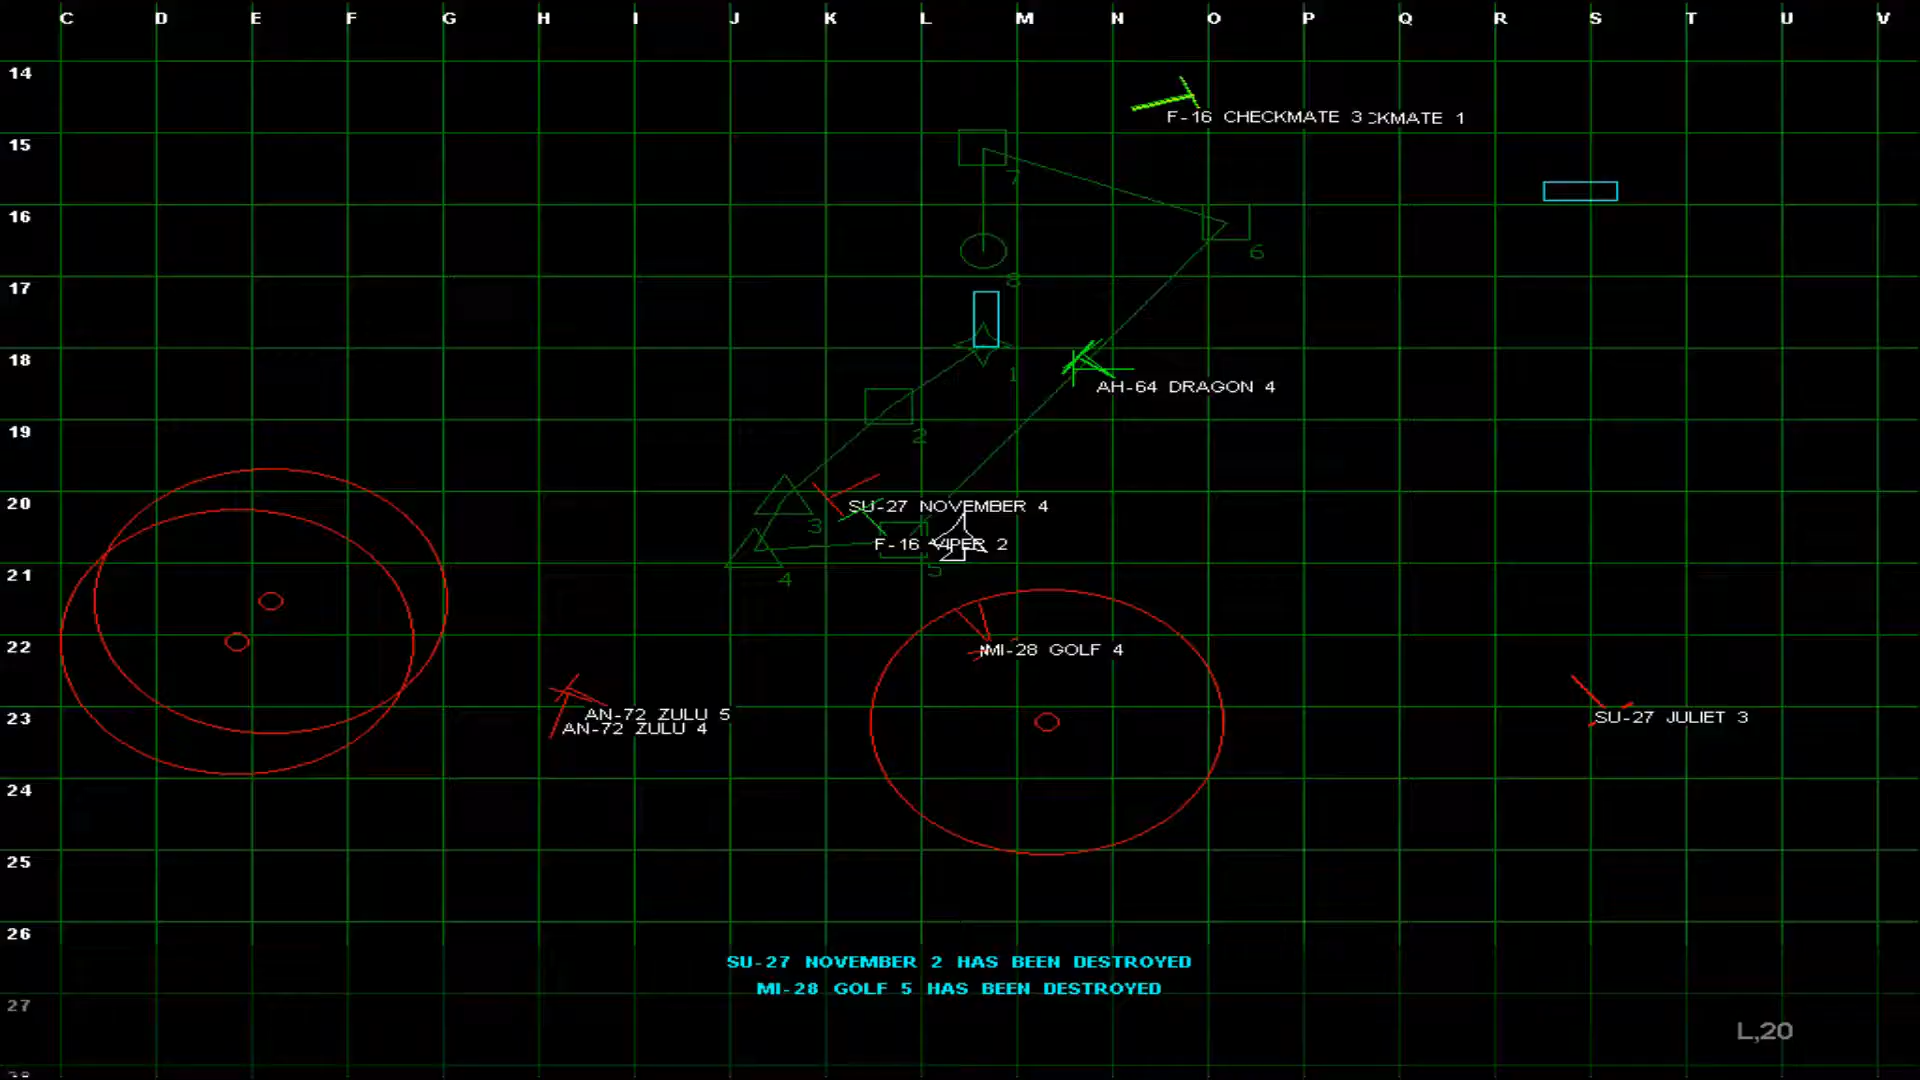 C D E F G H I J K L M N O P Q R S T U V
14
F-16 CHECKMATE 3 CKMATE 1
15
7
16
6
8
17
18
1
AH-64 DRAGON 4
19
2
20
SU-27 NOVEMBER 4
3
F-16 VIPER 2
5
21
4
22
MI-28 GOLF 4
AN-72 ZULU 5
23
SU-27 JULIET 3
AN-72 ZULU 4
24
25
26
SU-27 NOVEMBER 2 HAS BEEN DESTROYED
MI-28 GOLF 5 HAS BEEN DESTROYED
27
L,20